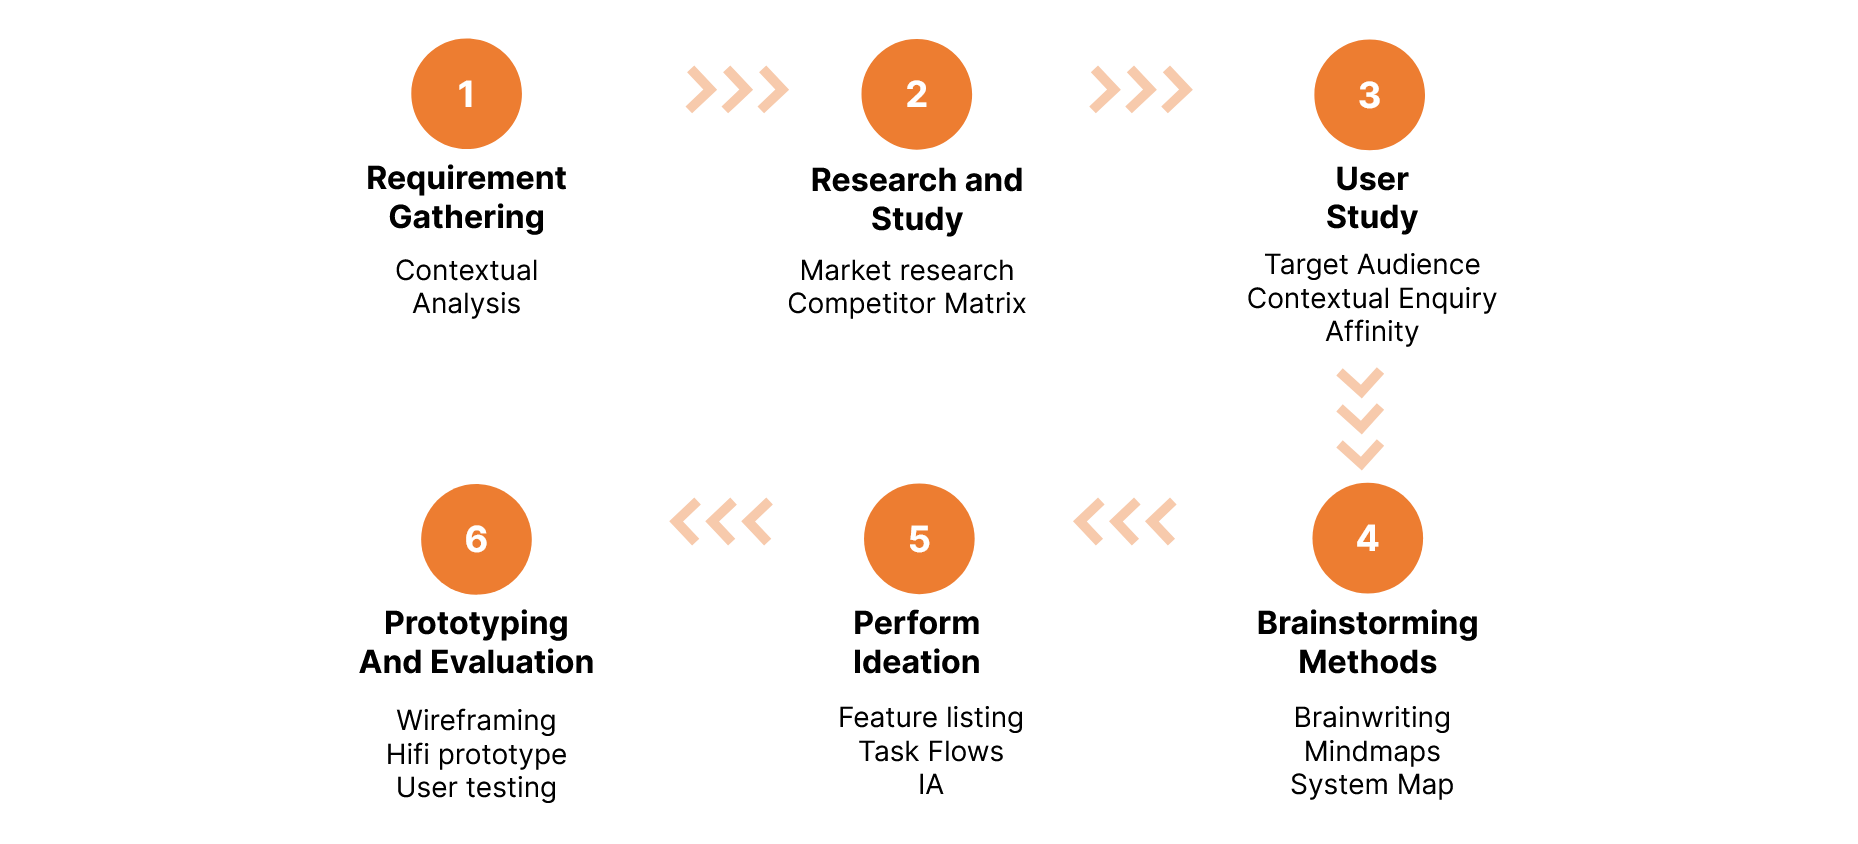 1
Requirement
Gathering
Contextual
Analysis
2
Research and
Study
Market research
Competitor Matrix
3
User
Study
Target Audience
Contextual Enquiry
Affinity
4
Brainstorming
Methods
Brainwriting
Mindmaps
System Map
5
Perform
Ideation
Feature listing
Task Flows
IA
6
Prototyping
And Evaluation
Wireframing
Hifi prototype
User testing